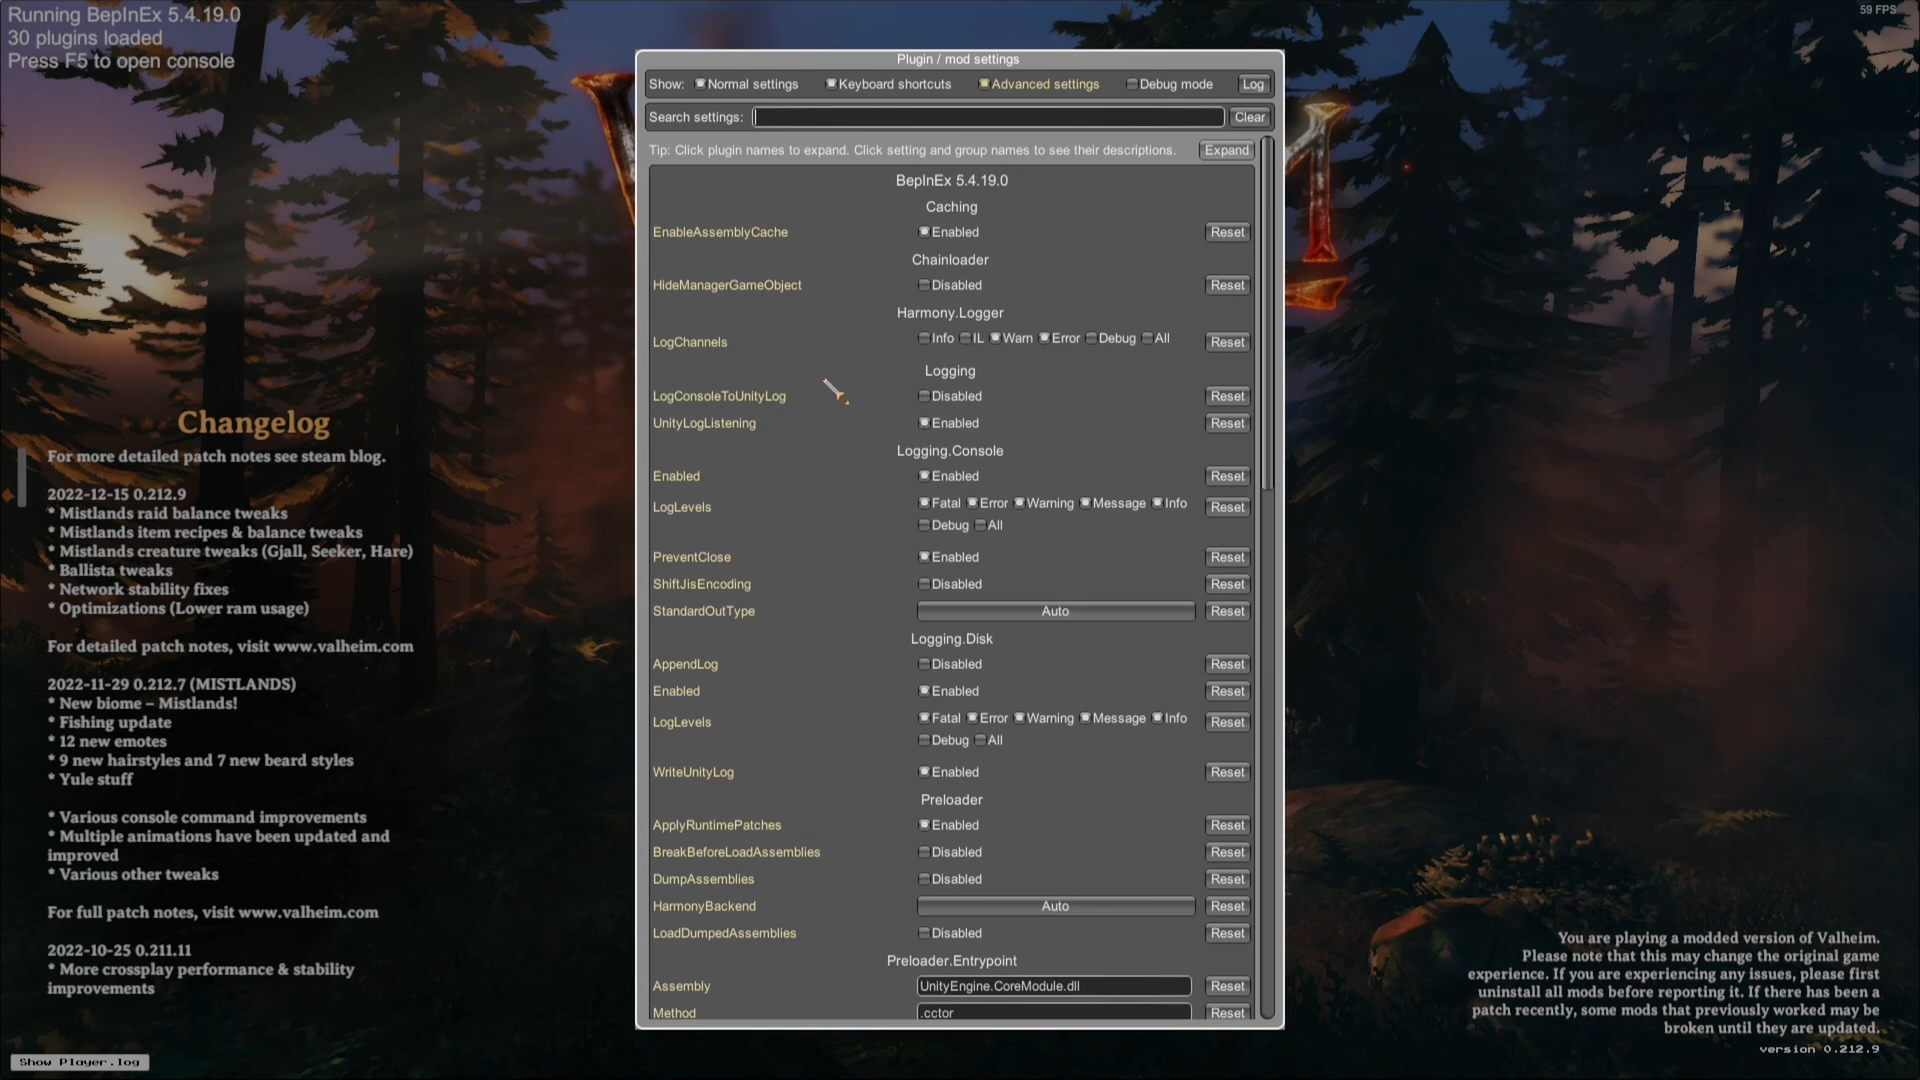 Running BepInEx 5.4.19.0
30 plugins loaded
Press F5 to open console
59 FPS
Plugin / mod settings
Show: Normal settings Keyboard shortcuts Advanced settings Debug mode Log
Search settings: Clear
Tip: Click plugin names to expand. Click setting and group names to see their descriptions. Expand
BepInEx 5.4.19.0
Caching
EnableAssemblyCache Enabled Reset
Chainloader
HideManagerGameObject Disabled Reset
Harmony.Logger
LogChannels Info IL Warn Error Debug All Reset
Logging
LogConsoleToUnityLog Disabled Reset
UnityLogListening Enabled Reset
Logging.Console
Enabled Enabled Reset
LogLevels Fatal Error Warning Message Info Reset
Debug All
PreventClose Enabled Reset
ShiftJisEncoding Disabled Reset
StandardOutType Auto Reset
Logging.Disk
AppendLog Disabled Reset
Enabled Enabled Reset
LogLevels Fatal Error Warning Message Info Reset
Debug All
WriteUnityLog Enabled Reset
Preloader
ApplyRuntimePatches Enabled Reset
BreakBeforeLoadAssemblies Disabled Reset
DumpAssemblies Disabled Reset
HarmonyBackend Auto Reset
LoadDumpedAssemblies Disabled Reset
Preloader.Entrypoint
Assembly UnityEngine.CoreModule.dll Reset
Method .cctor Reset
Changelog
For more detailed patch notes see steam blog.
2022-12-15 0.212.9
* Mistlands raid balance tweaks
* Mistlands item recipes & balance tweaks
* Mistlands creature tweaks (Gjall, Seeker, Hare)
* Ballista tweaks
* Network stability fixes
* Optimizations (Lower ram usage)
For detailed patch notes, visit www.valheim.com
2022-11-29 0.212.7 (MISTLANDS)
* New biome – Mistlands!
* Fishing update
* 12 new emotes
* 9 new hairstyles and 7 new beard styles
* Yule stuff
* Various console command improvements
* Multiple animations have been updated and
improved
* Various other tweaks
For full patch notes, visit www.valheim.com
2022-10-25 0.211.11
* More crossplay performance & stability
improvements
Show Player.log
You are playing a modded version of Valheim.
Please note that this may change the original game
experience. If you are experiencing any issues, please first
uninstall all mods before reporting it. If there has been a
patch recently, some mods that previously worked may be
broken until they are updated.
version 0.212.9